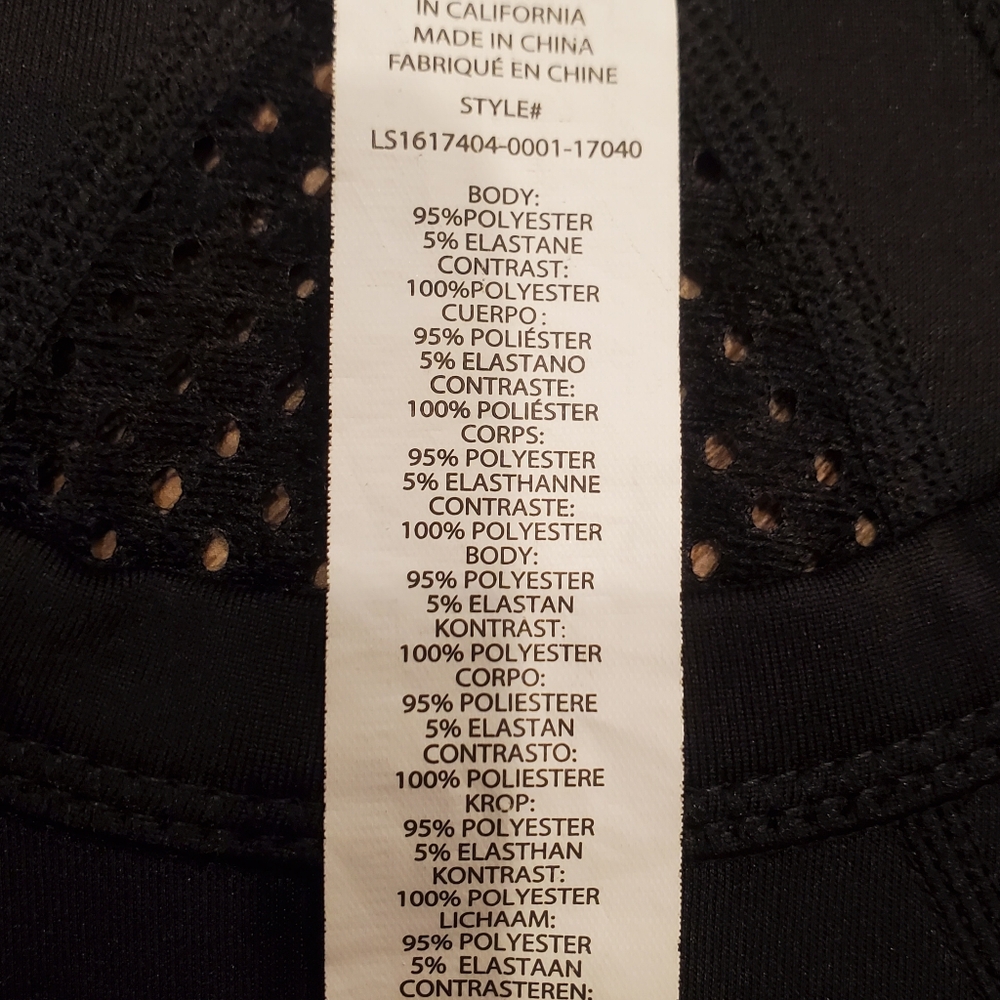 IN CALIFORNIA
MADE IN CHINA
FABRIQUÉ EN CHINE
STYLE#
LS1617404-0001-17040
BODY:
95%POLYESTER
5% ELASTANE
CONTRAST:
100%POLYESTER
CUERPO:
95% POLIÉSTER
5% ELASTANO
CONTRASTE:
100% POLIÉSTER
CORPS:
95% POLYESTER
5% ELASTHANNE
CONTRASTE:
100% POLYESTER
BODY:
95% POLYESTER
5% ELASTAN
KONTRAST:
100% POLYESTER
CORPO:
95% POLIESTERE
5% ELASTAN
CONTRASTO:
100% POLIESTERE
KROP:
95% POLYESTER
5% ELASTHAN
KONTRAST:
100% POLYESTER
LICHAAM:
95% POLYESTER
5% ELASTAAN
CONTRASTEREN: